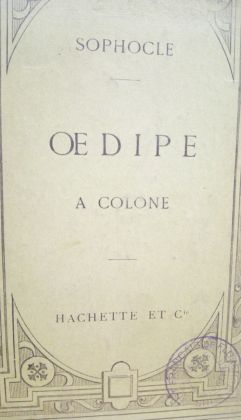 SOPHOCLE
ŒDIPE
A COLONE
HACHETTE ET Cie